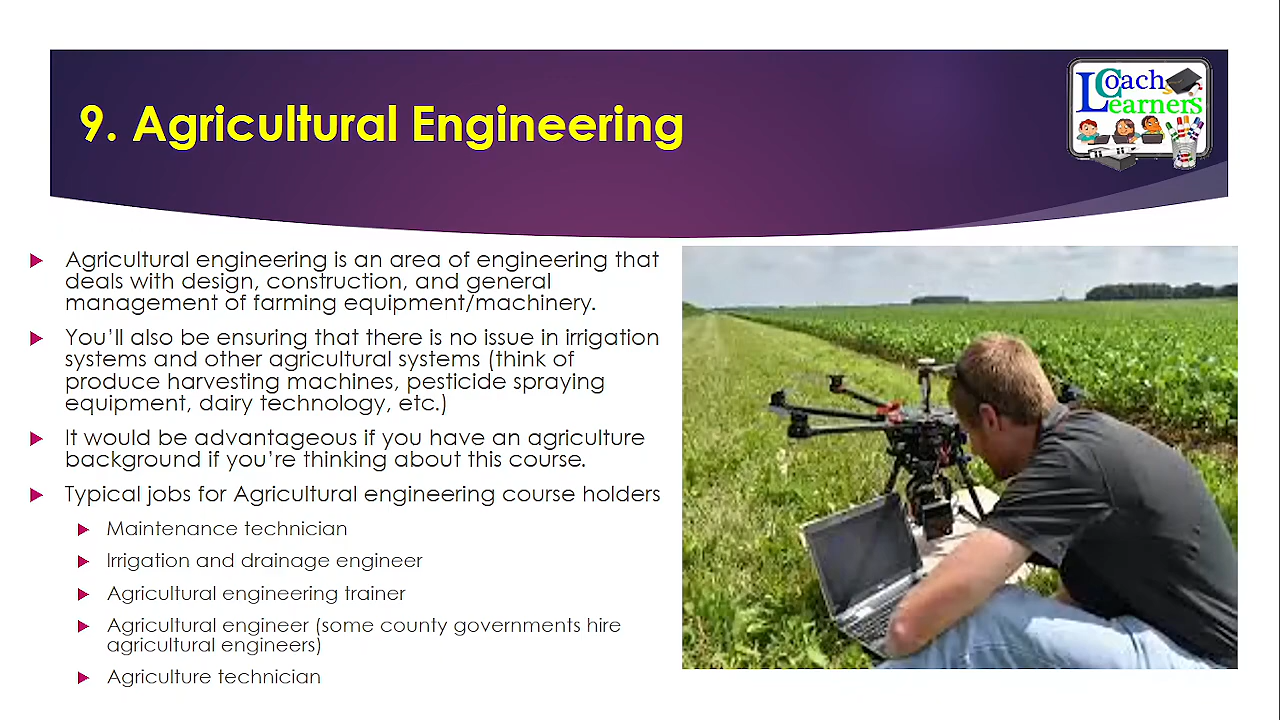 9. Agricultural Engineering
Coach
Learners
Agricultural engineering is an area of engineering that
deals with design, construction, and general
management of farming equipment/machinery.
You'll also be ensuring that there is no issue in irrigation
systems and other agricultural systems (think of
produce harvesting machines, pesticide spraying
equipment, dairy technology, etc.)
It would be advantageous if you have an agriculture
background if you're thinking about this course.
Typical jobs for Agricultural engineering course holders
Maintenance technician
Irrigation and drainage engineer
Agricultural engineering trainer
Agricultural engineer (some county governments hire
agricultural engineers)
Agriculture technician